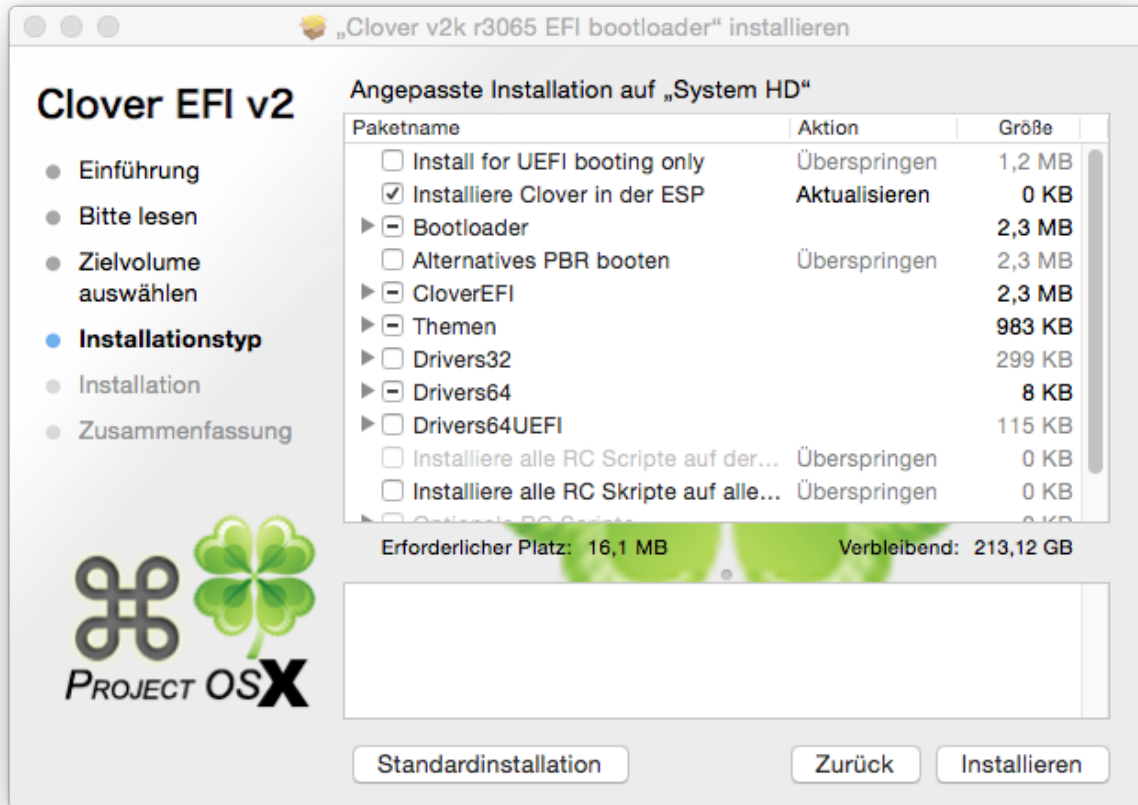 „Clover v2k r3065 EFI bootloader“ installieren
Clover EFI v2
Einführung
Bitte lesen
Zielvolume
auswählen
Installationstyp
Installation
Zusammenfassung
PROJECT OSX
Angepasste Installation auf „System HD“
Paketname Aktion Größe
Install for UEFI booting only Überspringen 1,2 MB
Installiere Clover in der ESP Aktualisieren 0 KB
Bootloader 2,3 MB
Alternatives PBR booten Überspringen 2,3 MB
CloverEFI 2,3 MB
Themen 983 KB
Drivers32 299 KB
Drivers64 8 KB
Drivers64UEFI 115 KB
Installiere alle RC Scripte auf der... Überspringen 0 KB
Installiere alle RC Skripte auf alle... Überspringen 0 KB
Optionale RC Scripte 0 KB
Erforderlicher Platz: 16,1 MB Verbleibend: 213,12 GB
Standardinstallation Zurück Installieren